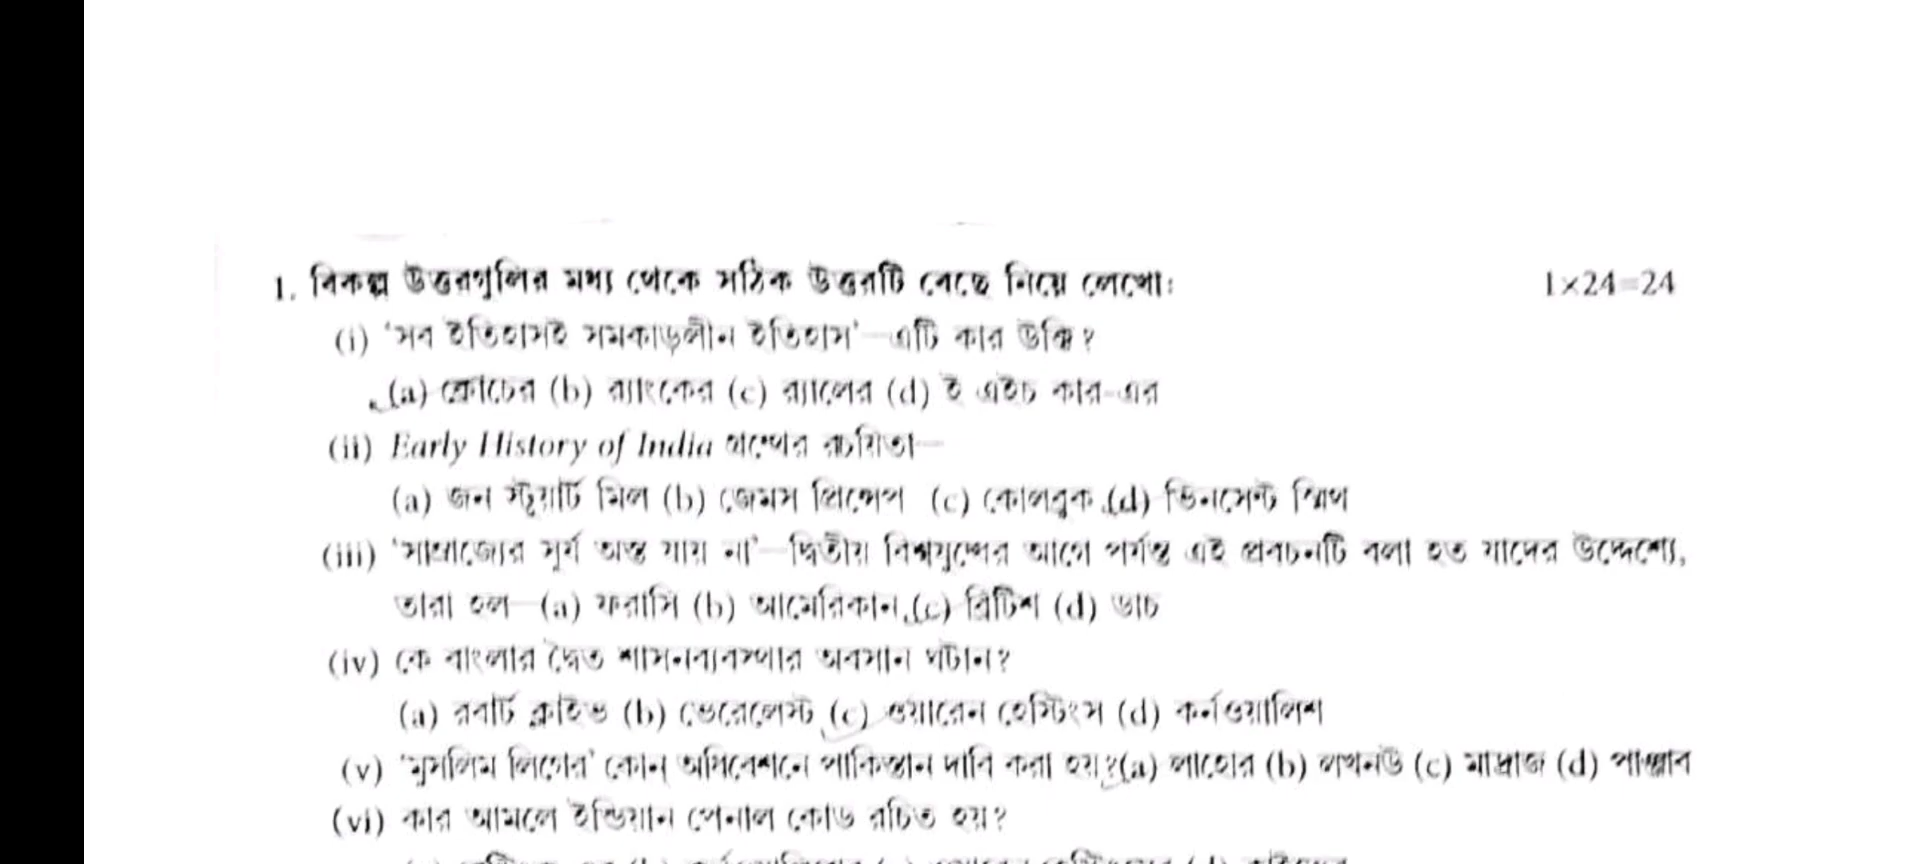 1. বিকল্প উত্তরগুলির মধ্য থেকে সঠিক উত্তরটি বেছে নিয়ে লেখো: 1×24=24
(i) 'সব ইতিহাসই সমকালীন ইতিহাস'—এটি কার উক্তি?
(a) ক্রোচের (b) র‍্যাংকের (c) র‍্যালের (d) ই এইচ কার-এর
(ii) Early History of India গ্রন্থের রচয়িতা—
(a) জন স্টুয়ার্ট মিল (b) জেমস প্রিন্সেপ (c) কোলব্রুক (d) ভিনসেন্ট স্মিথ
(iii) 'সাম্রাজ্যের সূর্য অস্ত যায় না'—দ্বিতীয় বিশ্বযুদ্ধের আগে পর্যন্ত এই প্রবচনটি বলা হত যাদের উদ্দেশ্যে,
তারা হল—(a) ফরাসি (b) আমেরিকান (c) ব্রিটিশ (d) ডাচ
(iv) কে বাংলার দ্বৈত শাসনব্যবস্থার অবসান ঘটান?
(a) রবার্ট ক্লাইভ (b) ভেরেলেস্ট (c) ওয়ারেন হেস্টিংস (d) কর্নওয়ালিশ
(v) 'মুসলিম লিগের' কোন্ অধিবেশনে পাকিস্তান দাবি করা হয়? (a) লাহোর (b) লখনউ (c) মাদ্রাজ (d) পাঞ্জাব
(vi) কার আমলে ইন্ডিয়ান পেনাল কোড রচিত হয়?